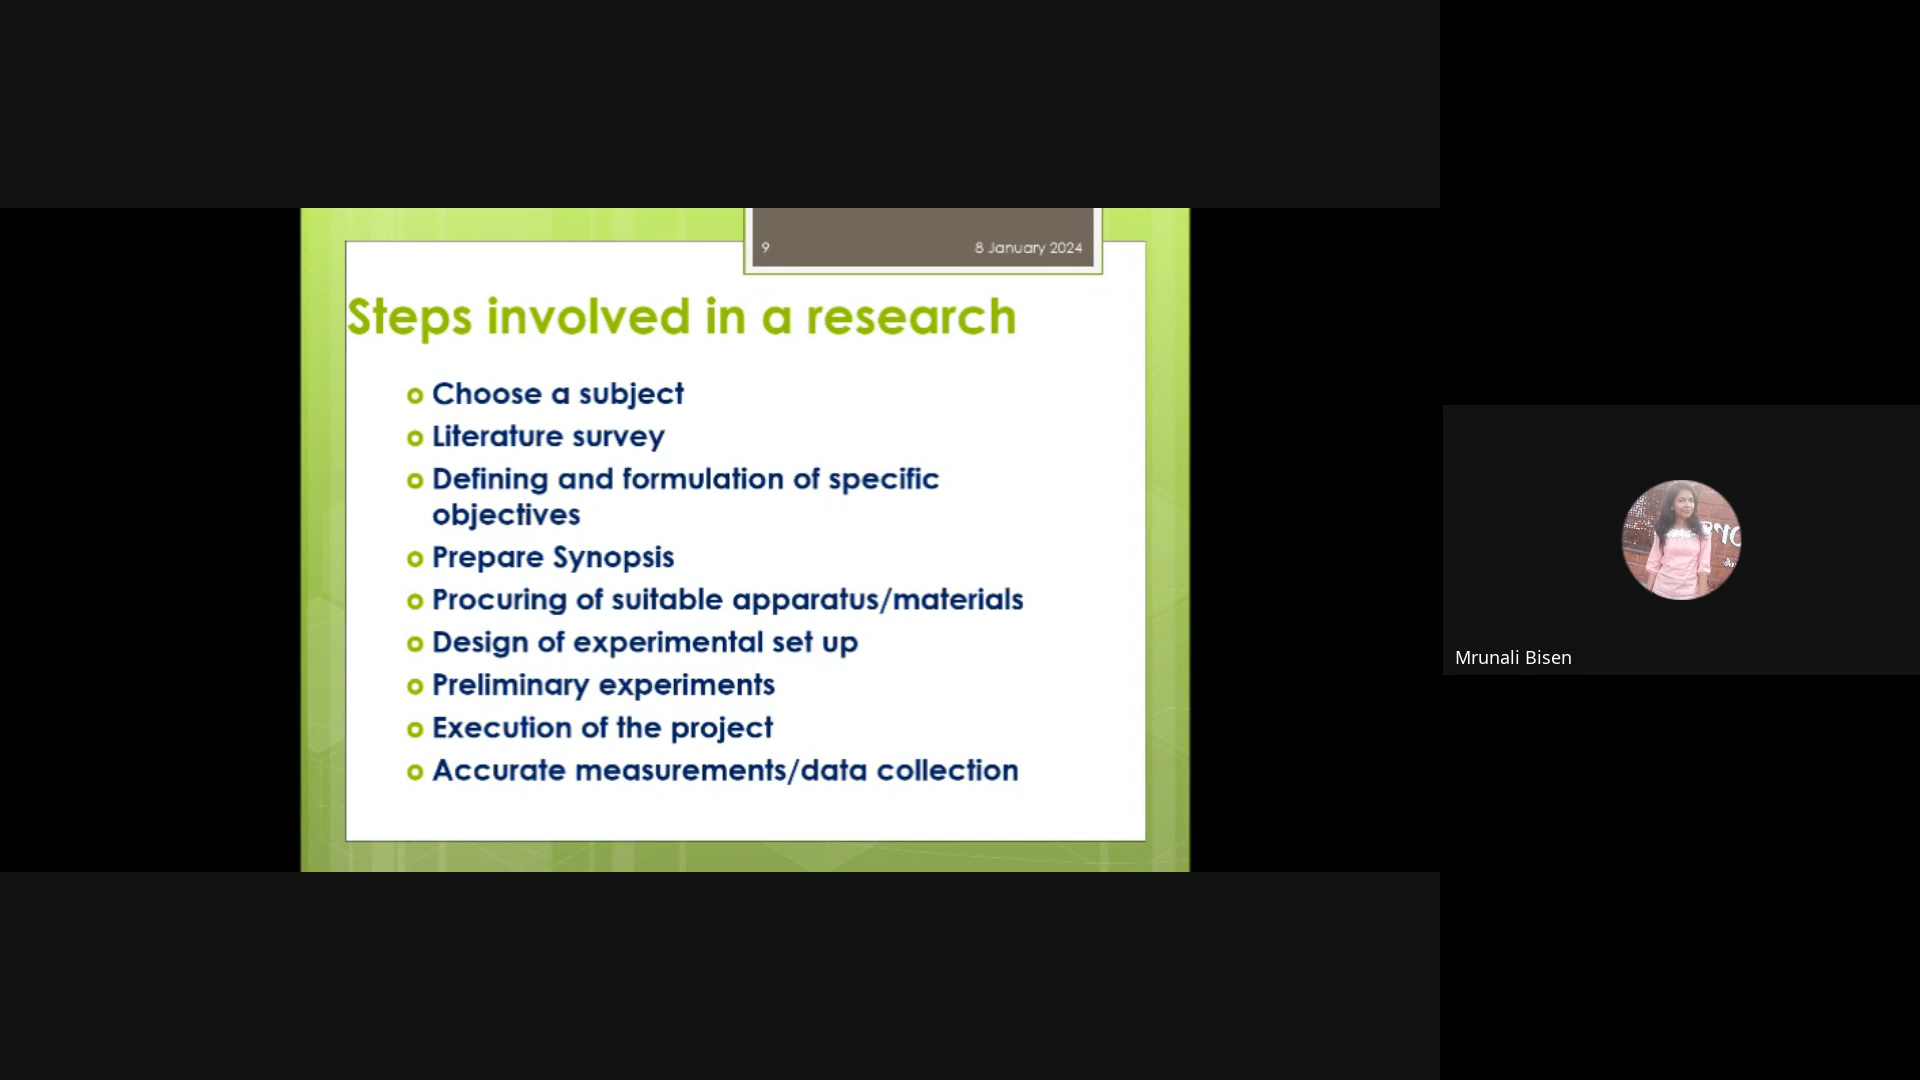 9
8 January 2024
Steps involved in a research
Choose a subject
Literature survey
Defining and formulation of specific
objectives
Prepare Synopsis
Procuring of suitable apparatus/materials
Design of experimental set up
Preliminary experiments
Execution of the project
Accurate measurements/data collection
Mrunali Bisen